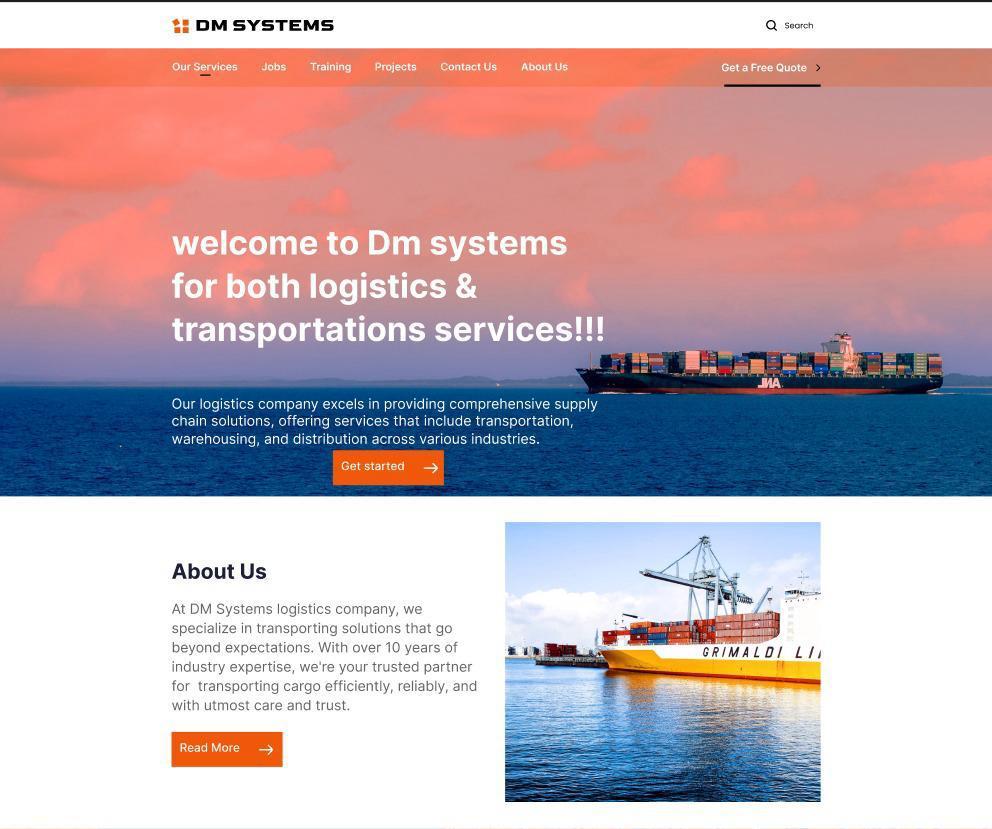 DM SYSTEMS
Search
Our Services Jobs Training Projects Contact Us About Us Get a Free Quote
welcome to Dm systems
for both logistics &
transportations services!!!
Our logistics company excels in providing comprehensive supply
chain solutions, offering services that include transportation,
warehousing, and distribution across various industries.
Get started
About Us
At DM Systems logistics company, we
specialize in transporting solutions that go
beyond expectations. With over 10 years of
industry expertise, we're your trusted partner
for transporting cargo efficiently, reliably, and
with utmost care and trust.
Read More
GRIMALDI LI